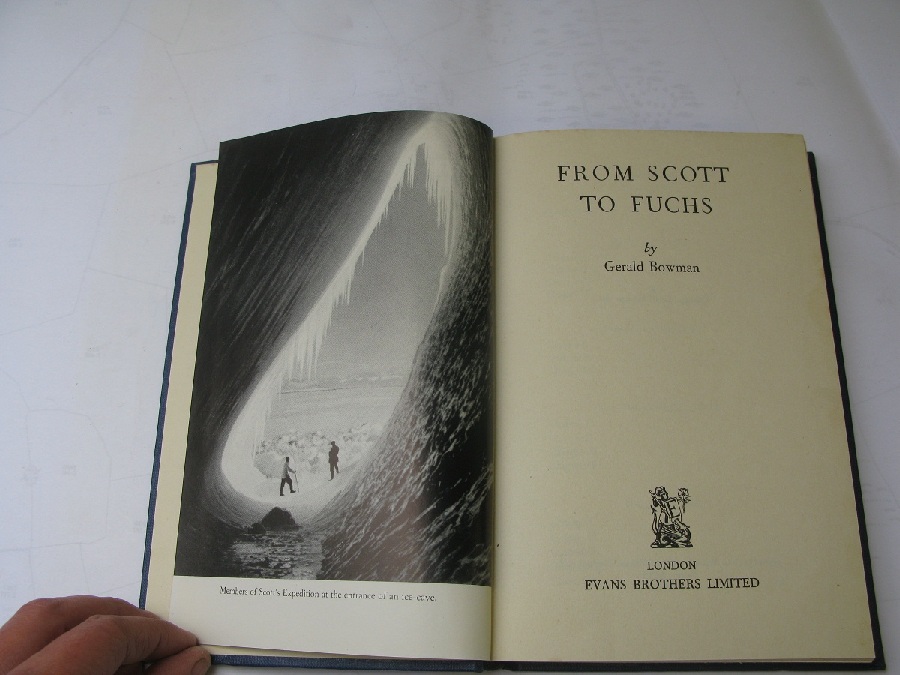 Members of Scott's Expedition at the entrance of an ice cave.
FROM SCOTT
TO FUCHS
by
Gerald Bowman
LONDON
EVANS BROTHERS LIMITED